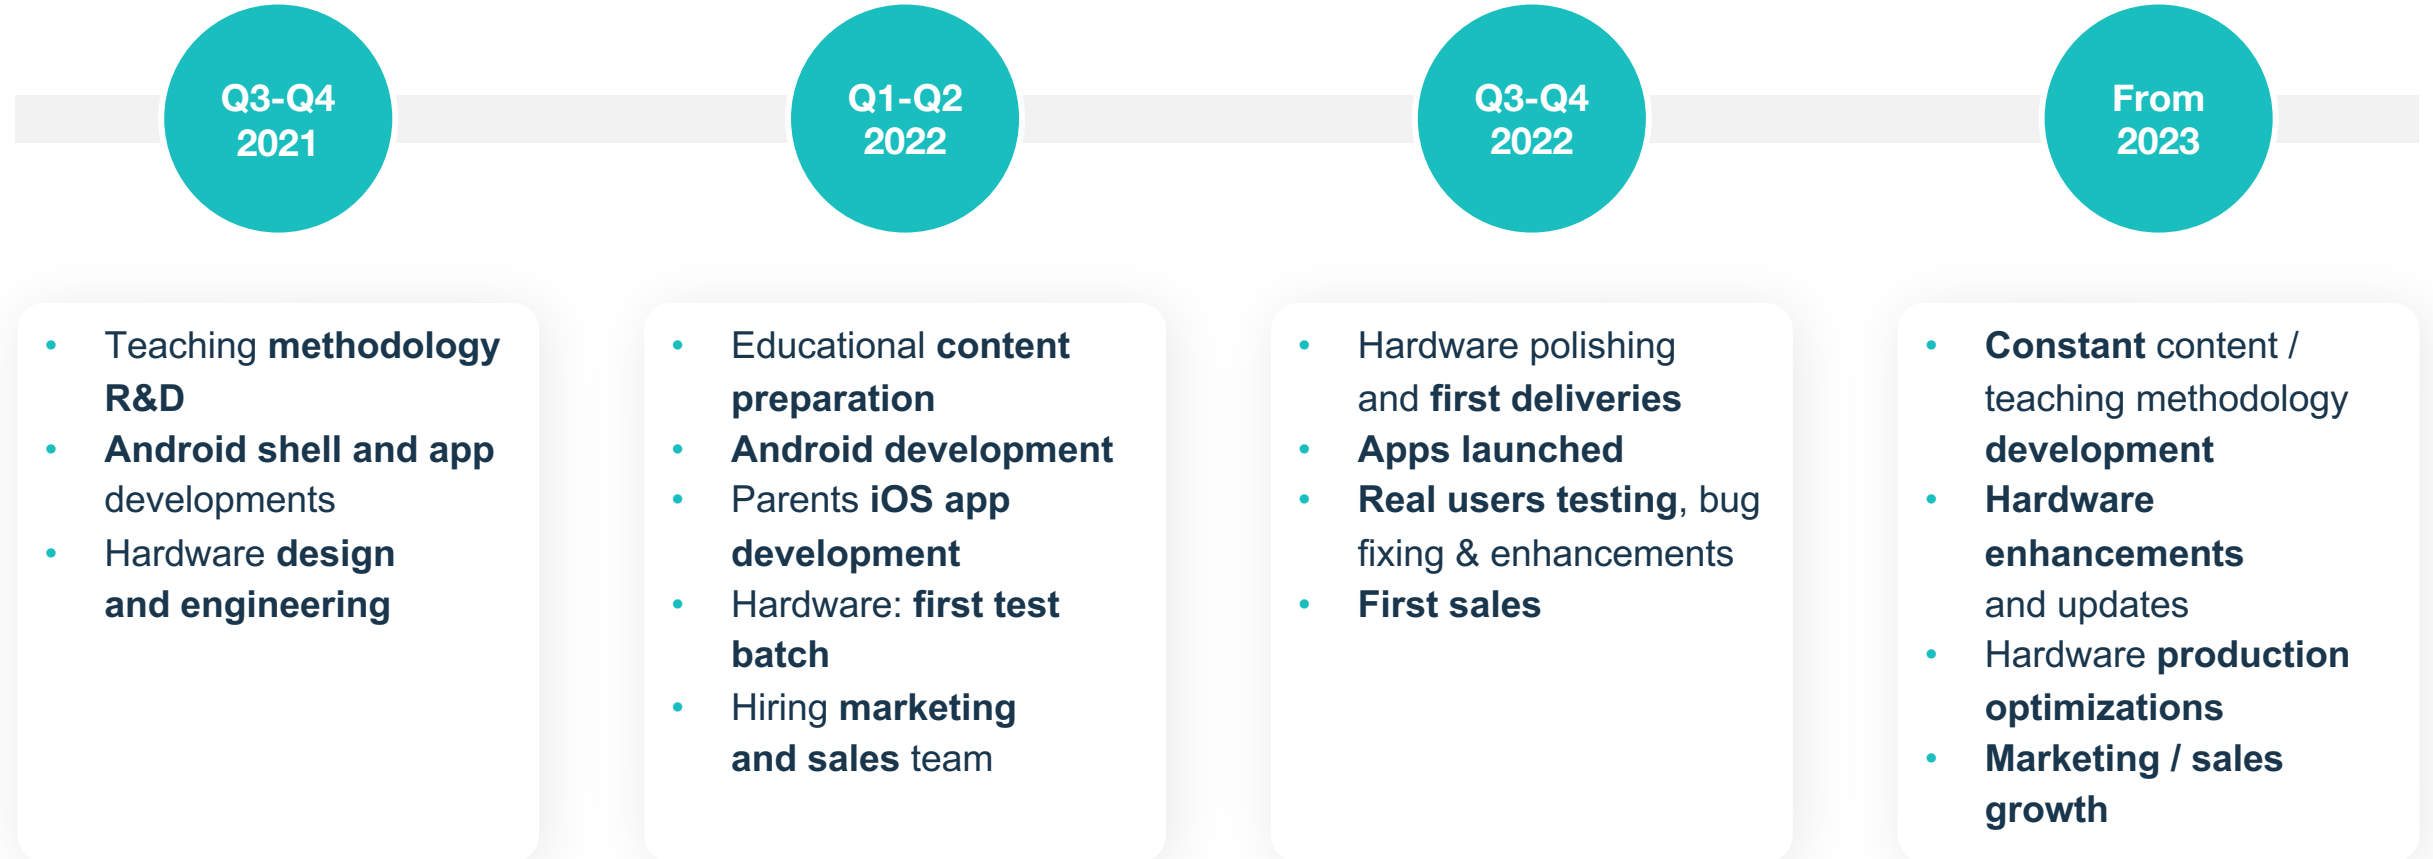 Q3-Q4
2021
Q1-Q2
2022
Q3-Q4
2022
From
2023
• Teaching methodology
R&D
• Android shell and app
developments
• Hardware design
and engineering
• Educational content
preparation
• Android development
• Parents iOS app
development
• Hardware: first test
batch
• Hiring marketing
and sales team
• Hardware polishing
and first deliveries
• Apps launched
• Real users testing, bug
fixing & enhancements
• First sales
• Constant content /
teaching methodology
development
• Hardware
enhancements
and updates
• Hardware production
optimizations
• Marketing / sales
growth